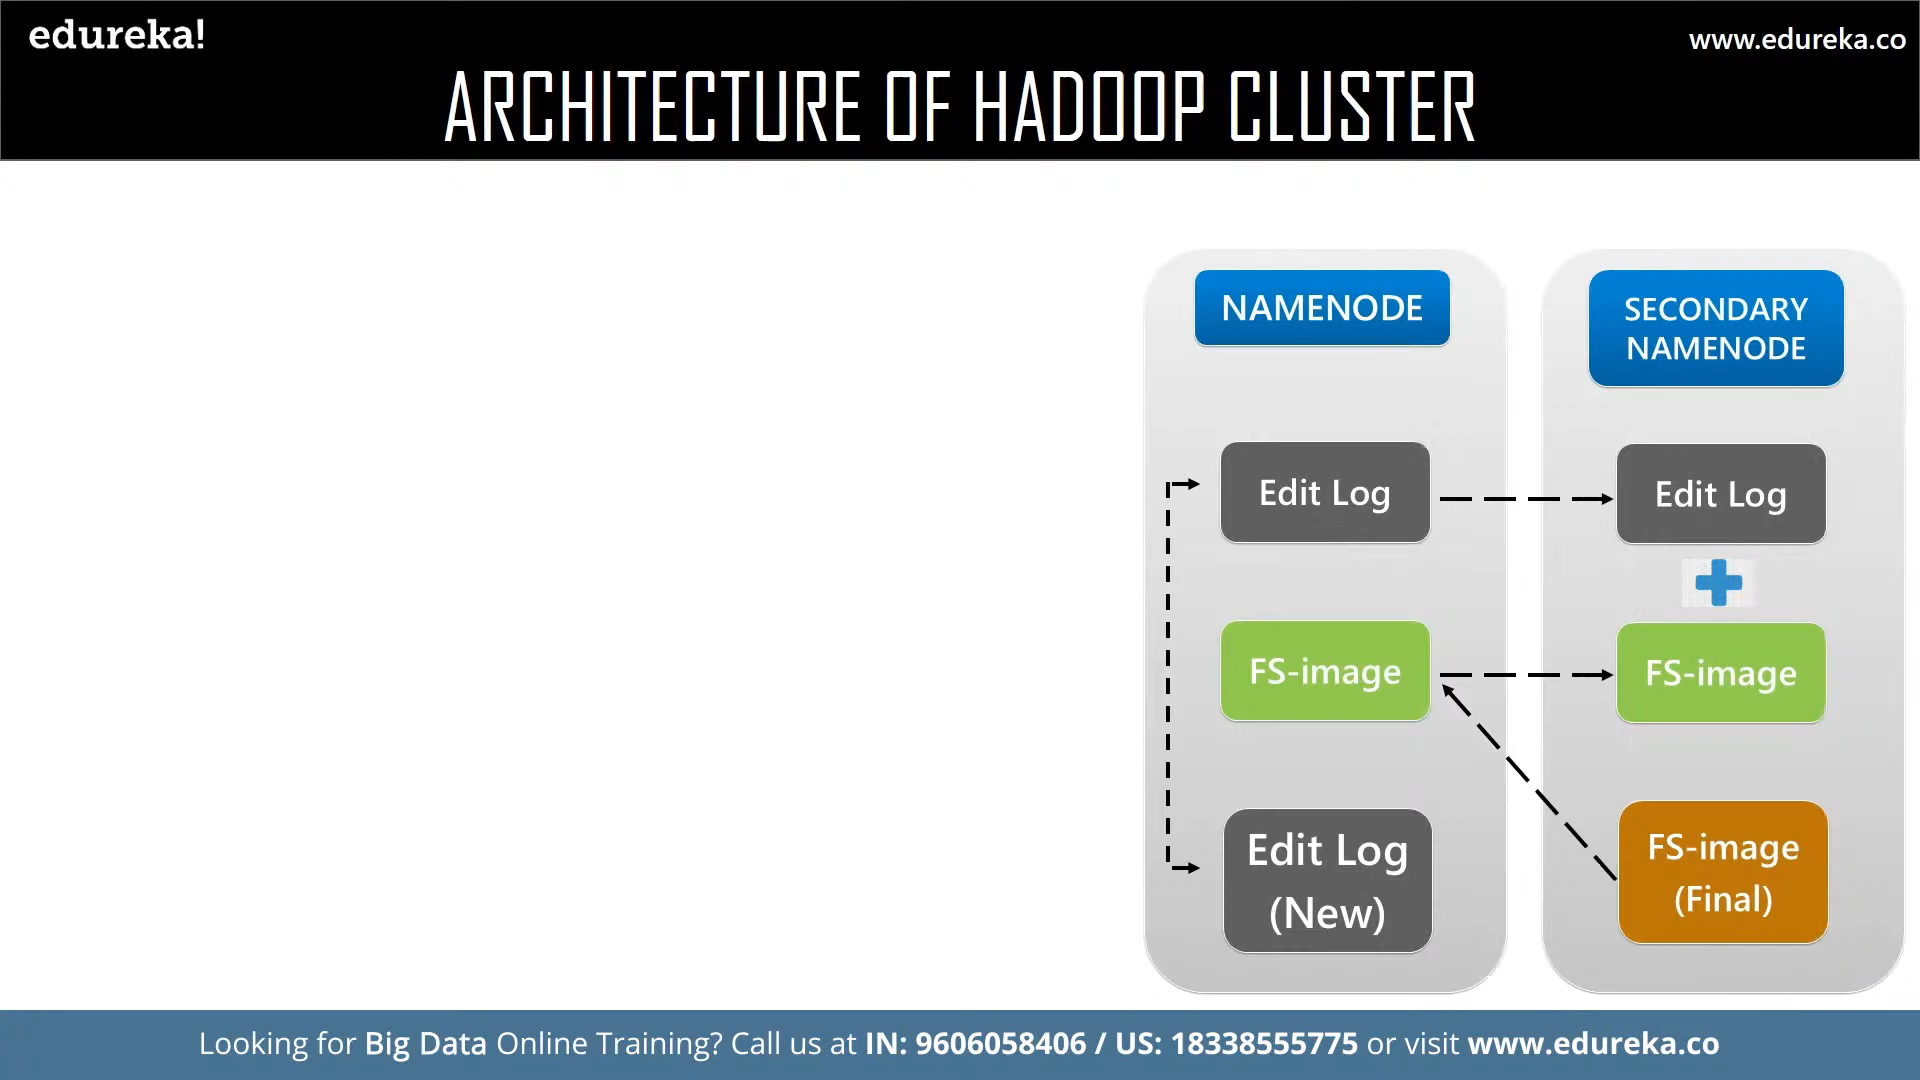 edureka!
www.edureka.co
ARCHITECTURE OF HADOOP CLUSTER
NAMENODE
Edit Log
FS-image
Edit Log
(New)
SECONDARY
NAMENODE
Edit Log
FS-image
FS-image
(Final)
Looking for Big Data Online Training? Call us at IN: 9606058406 / US: 18338555775 or visit www.edureka.co